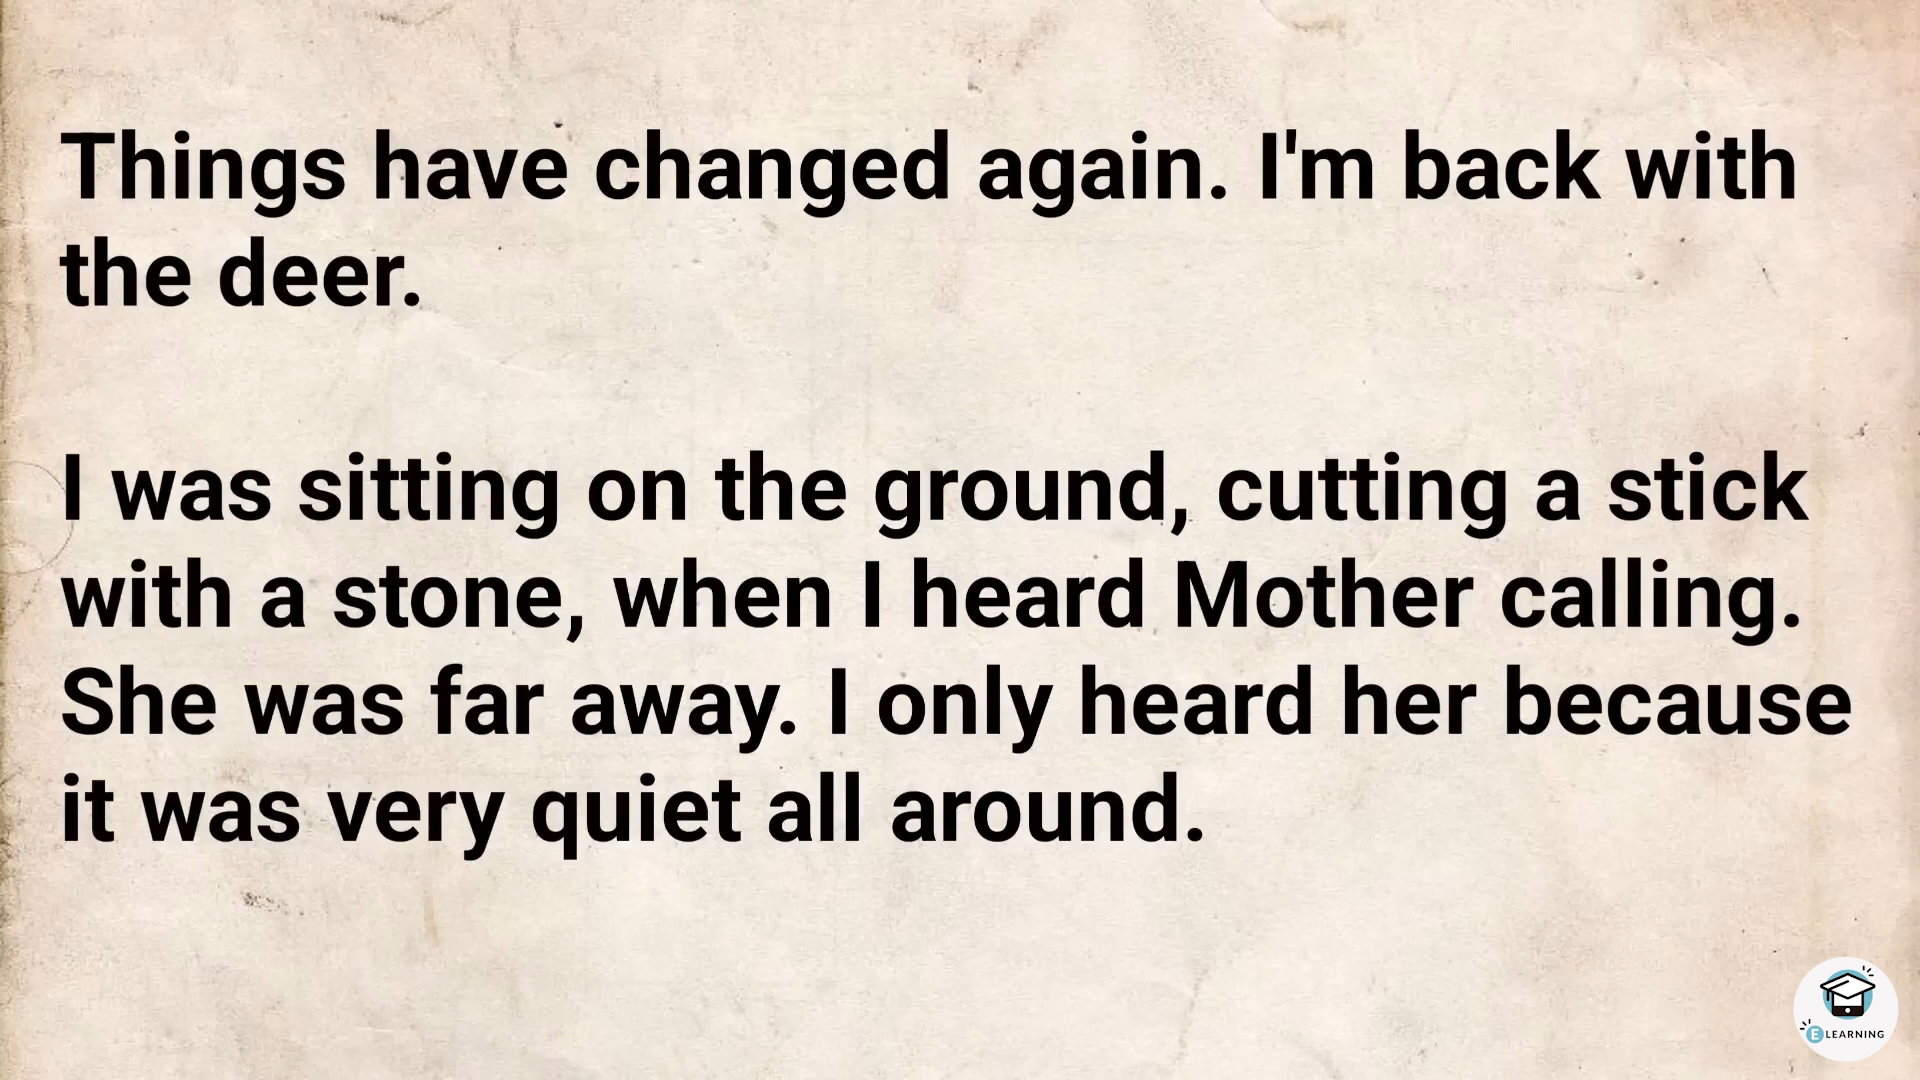 Things have changed again. I'm back with
the deer.
I was sitting on the ground, cutting a stick
with a stone, when I heard Mother calling.
She was far away. I only heard her because
it was very quiet all around.
E LEARNING